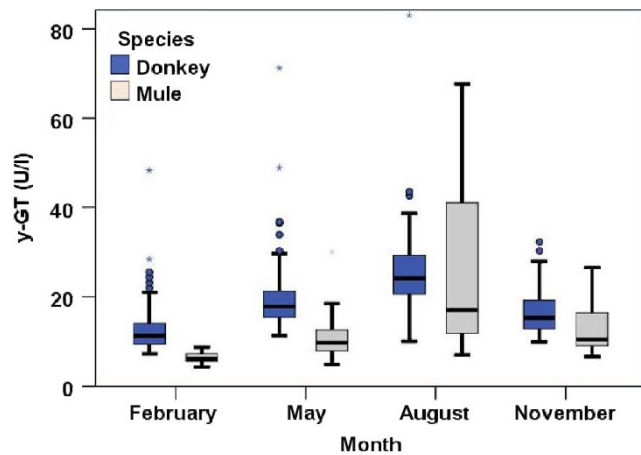 Species
Donkey
Mule
80
60
40
20
0
y-GT (U/l)
February May August November
Month